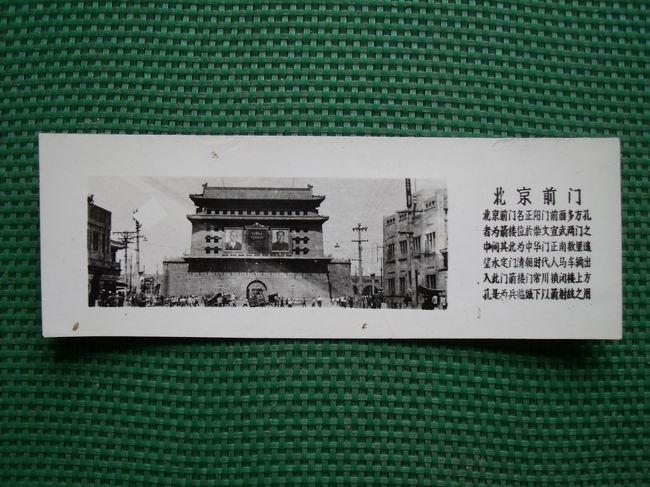 北京前门
北京前门名正阳门前面多方孔
者为箭楼位於崇文宣武两门之
中间其北为中华门正南数里遥
望永定门清朝时代人马车辆出
入此门箭楼门常川锁闭楼上方
孔是为兵临城下以箭射敌之用